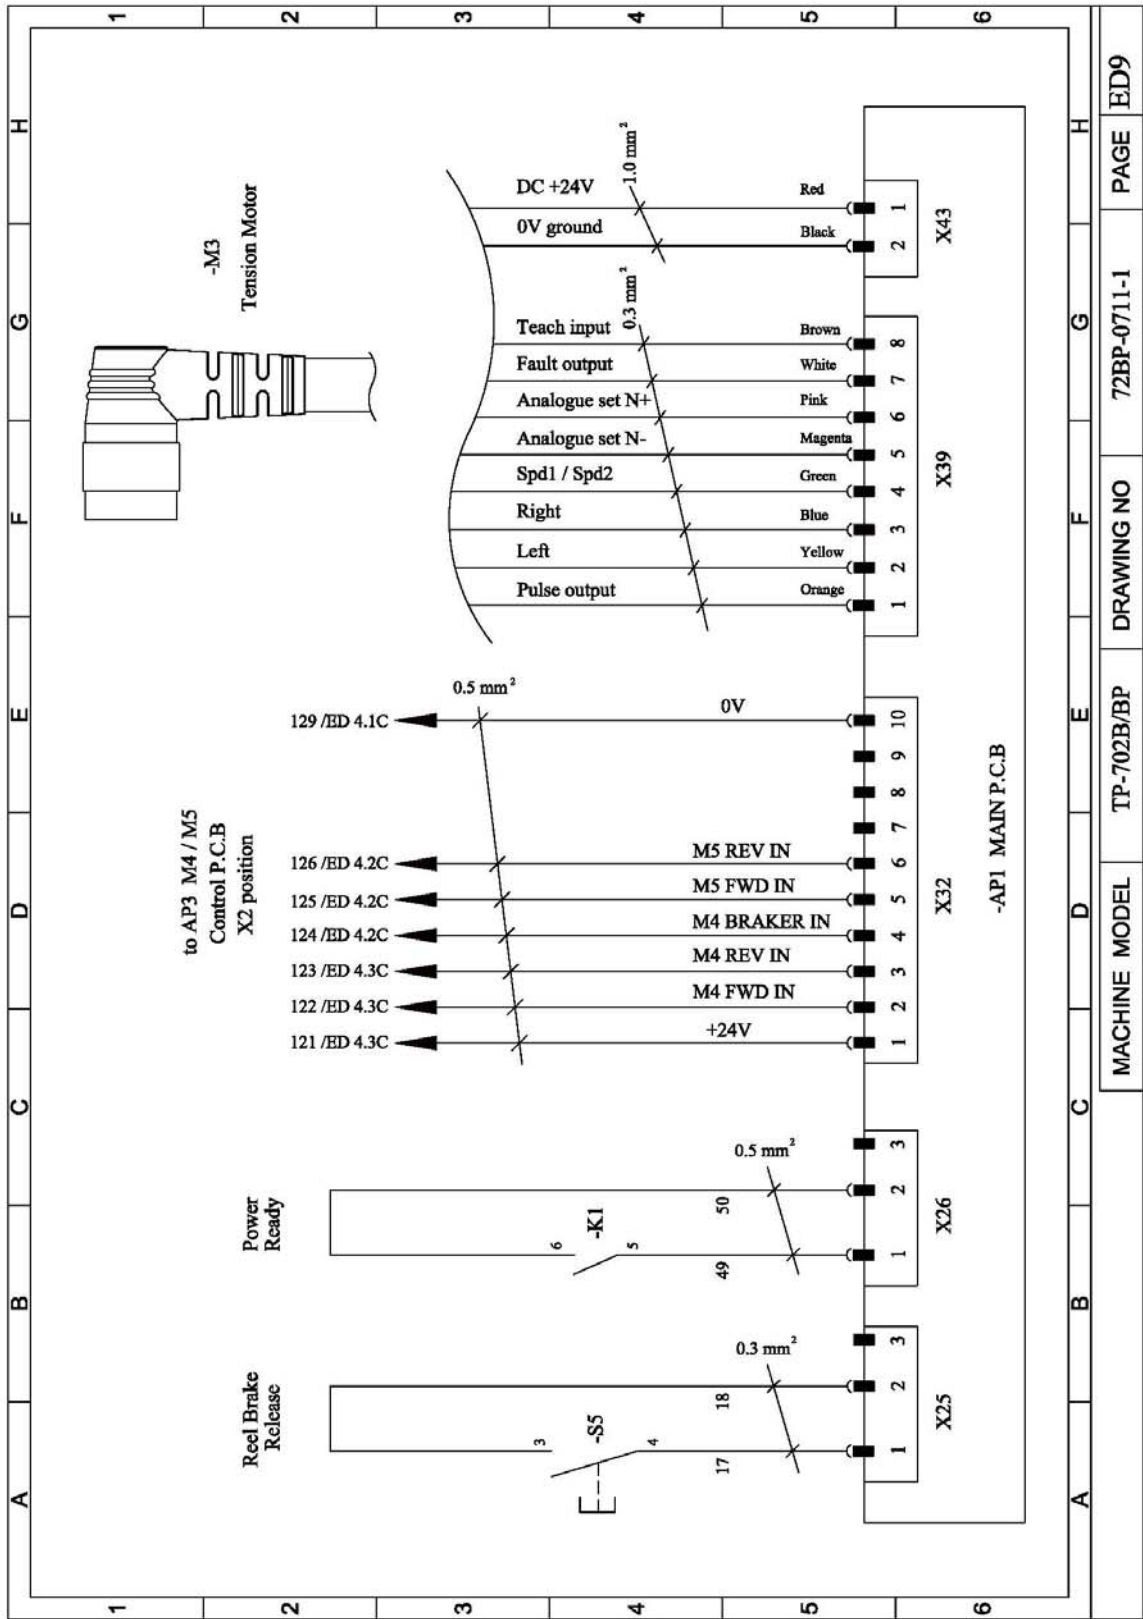 A B C D E F G H
1 2 3 4 5 6
Reel Brake
Release
3
-S5
4
17
18
0.3 mm²
1 2 3
X25
Power
Ready
6
-K1
5
49
50
0.5 mm²
1 2 3
X26
to AP3 M4 / M5
Control P.C.B
X2 position
121 /ED 4.3C
122 /ED 4.3C
123 /ED 4.3C
124 /ED 4.2C
125 /ED 4.2C
126 /ED 4.2C
129 /ED 4.1C
0.5 mm²
+24V
M4 FWD IN
M4 REV IN
M4 BRAKER IN
M5 FWD IN
M5 REV IN
0V
1 2 3 4 5 6 7 8 9 10
X32
-M3
Tension Motor
Pulse output
Left
Right
Spd1 / Spd2
Analogue set N-
Analogue set N+
Fault output
Teach input
0.3 mm²
Orange
Yellow
Blue
Green
Magenta
Pink
White
Brown
1 2 3 4 5 6 7 8
X39
0V ground
DC +24V
1.0 mm²
Black
Red
2 1
X43
-AP1 MAIN P.C.B
1 2 3 4 5 6
A B C D E F G H
MACHINE MODEL TP-702B/BP DRAWING NO 72BP-0711-1 PAGE ED9